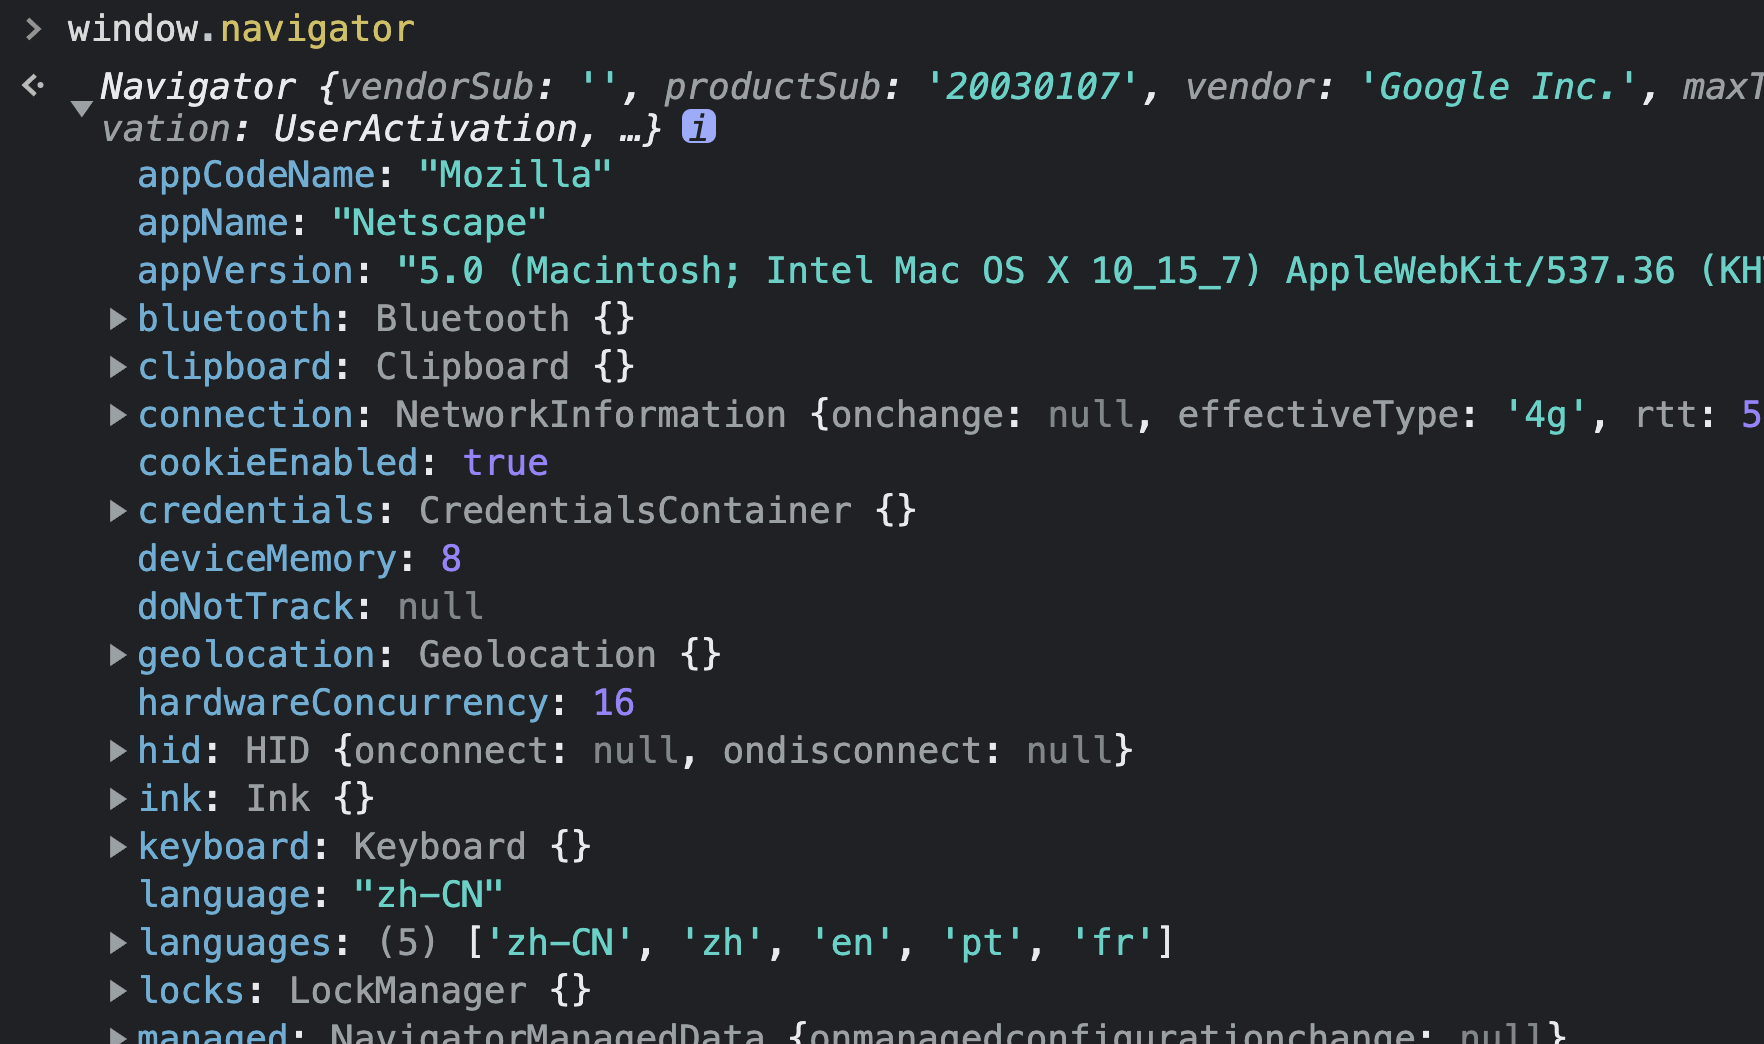 window.navigator
Navigator {vendorSub: '', productSub: '20030107', vendor: 'Google Inc.', maxT
vation: UserActivation, …} i
appCodeName: "Mozilla"
appName: "Netscape"
appVersion: "5.0 (Macintosh; Intel Mac OS X 10_15_7) AppleWebKit/537.36 (KH
bluetooth: Bluetooth {}
clipboard: Clipboard {}
connection: NetworkInformation {onchange: null, effectiveType: '4g', rtt: 5
cookieEnabled: true
credentials: CredentialsContainer {}
deviceMemory: 8
doNotTrack: null
geolocation: Geolocation {}
hardwareConcurrency: 16
hid: HID {onconnect: null, ondisconnect: null}
ink: Ink {}
keyboard: Keyboard {}
language: "zh-CN"
languages: (5) ['zh-CN', 'zh', 'en', 'pt', 'fr']
locks: LockManager {}
managed: NavigatorManagedData {onmanagedconfigurationchange: null}